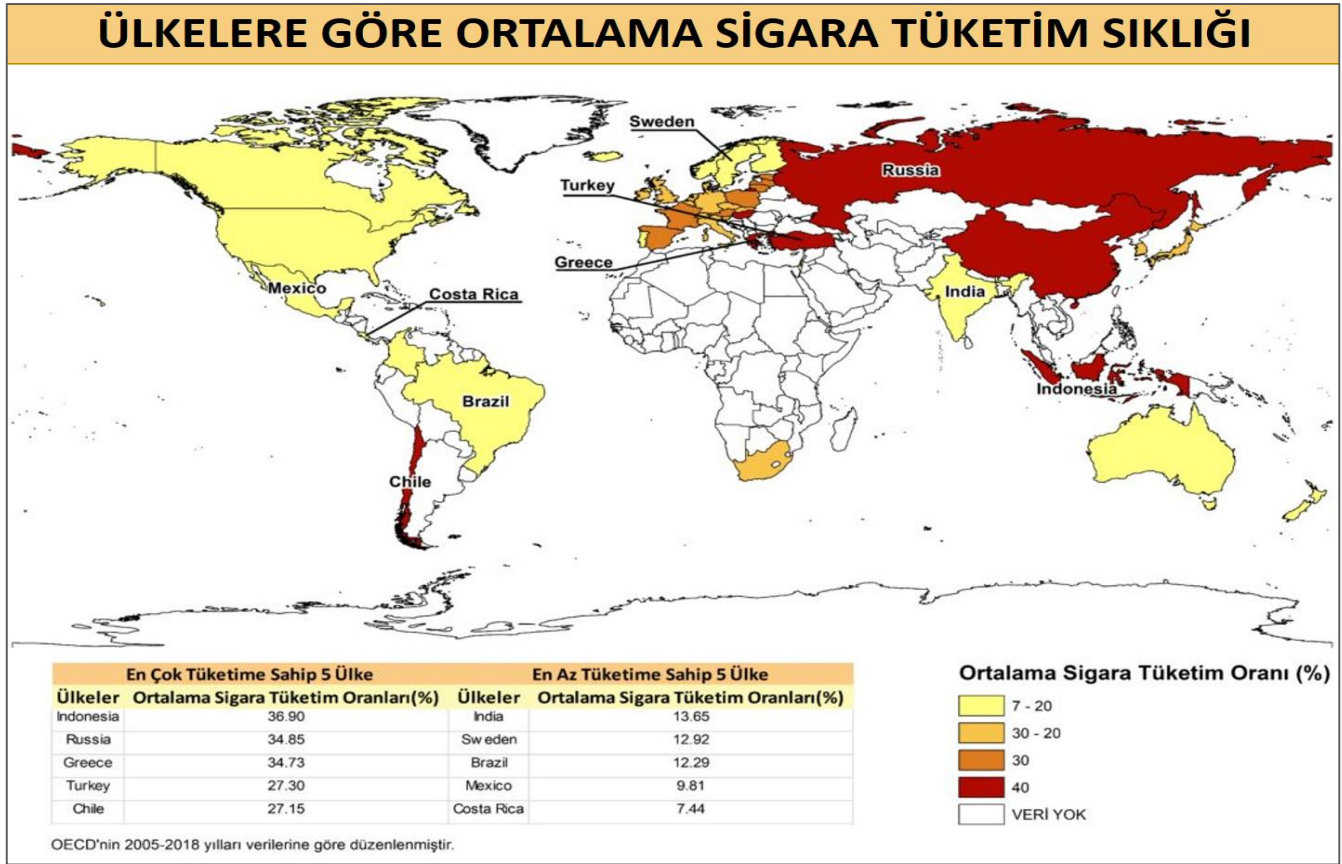 ÜLKELERE GÖRE ORTALAMA SİGARA TÜKETİM SIKLIĞI
Sweden
Russia
Turkey
Greece
Mexico
Costa Rica
India
Brazil
Indonesia
Chile
En Çok Tüketime Sahip 5 Ülke En Az Tüketime Sahip 5 Ülke
Ülkeler Ortalama Sigara Tüketim Oranları(%) Ülkeler Ortalama Sigara Tüketim Oranları(%)
Indonesia 36.90 India 13.65
Russia 34.85 Sweden 12.92
Greece 34.73 Brazil 12.29
Turkey 27.30 Mexico 9.81
Chile 27.15 Costa Rica 7.44
OECD'nin 2005-2018 yılları verilerine göre düzenlenmiştir.
Ortalama Sigara Tüketim Oranı (%)
7 - 20
30 - 20
30
40
VERİ YOK